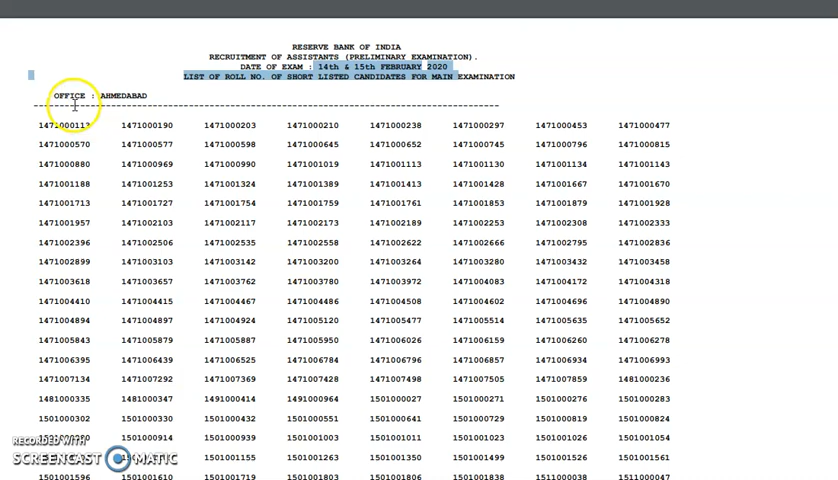 RESERVE BANK OF INDIA
RECRUITMENT OF ASSISTANTS (PRELIMINARY EXAMINATION).
DATE OF EXAM : 14th & 15th FEBRUARY 2020
LIST OF ROLL NO. OF SHORT LISTED CANDIDATES FOR MAIN EXAMINATION
OFFICE : AHMEDABAD
1471000113 1471000190 1471000203 1471000210 1471000238 1471000297 1471000453 1471000477
1471000570 1471000577 1471000598 1471000645 1471000652 1471000745 1471000796 1471000815
1471000880 1471000969 1471000990 1471001019 1471001113 1471001130 1471001134 1471001143
1471001188 1471001253 1471001324 1471001389 1471001413 1471001428 1471001667 1471001670
1471001713 1471001727 1471001754 1471001759 1471001761 1471001853 1471001879 1471001928
1471001957 1471002103 1471002117 1471002173 1471002189 1471002253 1471002308 1471002333
1471002396 1471002506 1471002535 1471002558 1471002622 1471002666 1471002795 1471002836
1471002899 1471003103 1471003142 1471003200 1471003264 1471003280 1471003432 1471003458
1471003618 1471003657 1471003762 1471003780 1471003972 1471004083 1471004172 1471004318
1471004410 1471004415 1471004467 1471004486 1471004508 1471004602 1471004696 1471004890
1471004894 1471004897 1471004924 1471005120 1471005477 1471005514 1471005635 1471005652
1471005843 1471005879 1471005887 1471005950 1471006026 1471006159 1471006260 1471006278
1471006395 1471006439 1471006525 1471006784 1471006796 1471006857 1471006934 1471006993
1471007134 1471007292 1471007369 1471007428 1471007498 1471007505 1471007859 1481000236
1481000335 1481000347 1491000414 1491000964 1501000027 1501000271 1501000276 1501000283
1501000302 1501000330 1501000432 1501000551 1501000641 1501000729 1501000819 1501000824
1501000914 1501000939 1501001003 1501001011 1501001023 1501001026 1501001054
1501001155 1501001263 1501001350 1501001499 1501001526 1501001561
1501001596 1501001610 1501001719 1501001803 1501001806 1501001838 1511000038 1511000047
RECORDED WITH
SCREENCAST MATIC